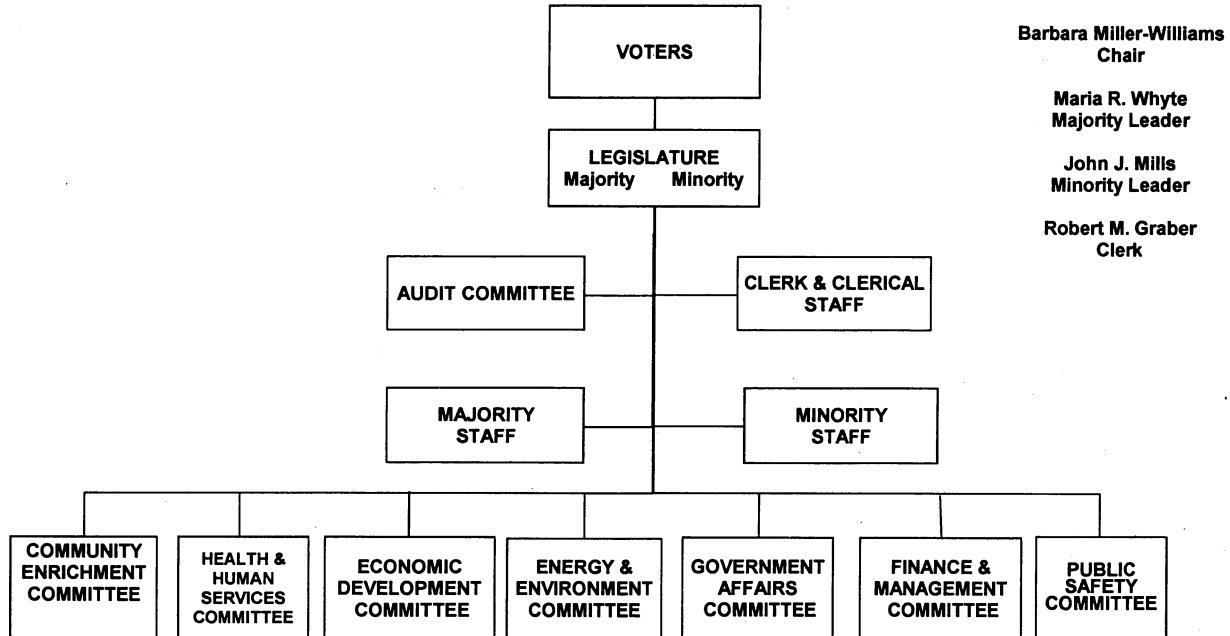 VOTERS
Barbara Miller-Williams
Chair
Maria R. Whyte
Majority Leader
John J. Mills
Minority Leader
Robert M. Graber
Clerk
LEGISLATURE
Majority Minority
AUDIT COMMITTEE
CLERK & CLERICAL
STAFF
MAJORITY
STAFF
MINORITY
STAFF
COMMUNITY
ENRICHMENT
COMMITTEE
HEALTH &
HUMAN
SERVICES
COMMITTEE
ECONOMIC
DEVELOPMENT
COMMITTEE
ENERGY &
ENVIRONMENT
COMMITTEE
GOVERNMENT
AFFAIRS
COMMITTEE
FINANCE &
MANAGEMENT
COMMITTEE
PUBLIC
SAFETY
COMMITTEE